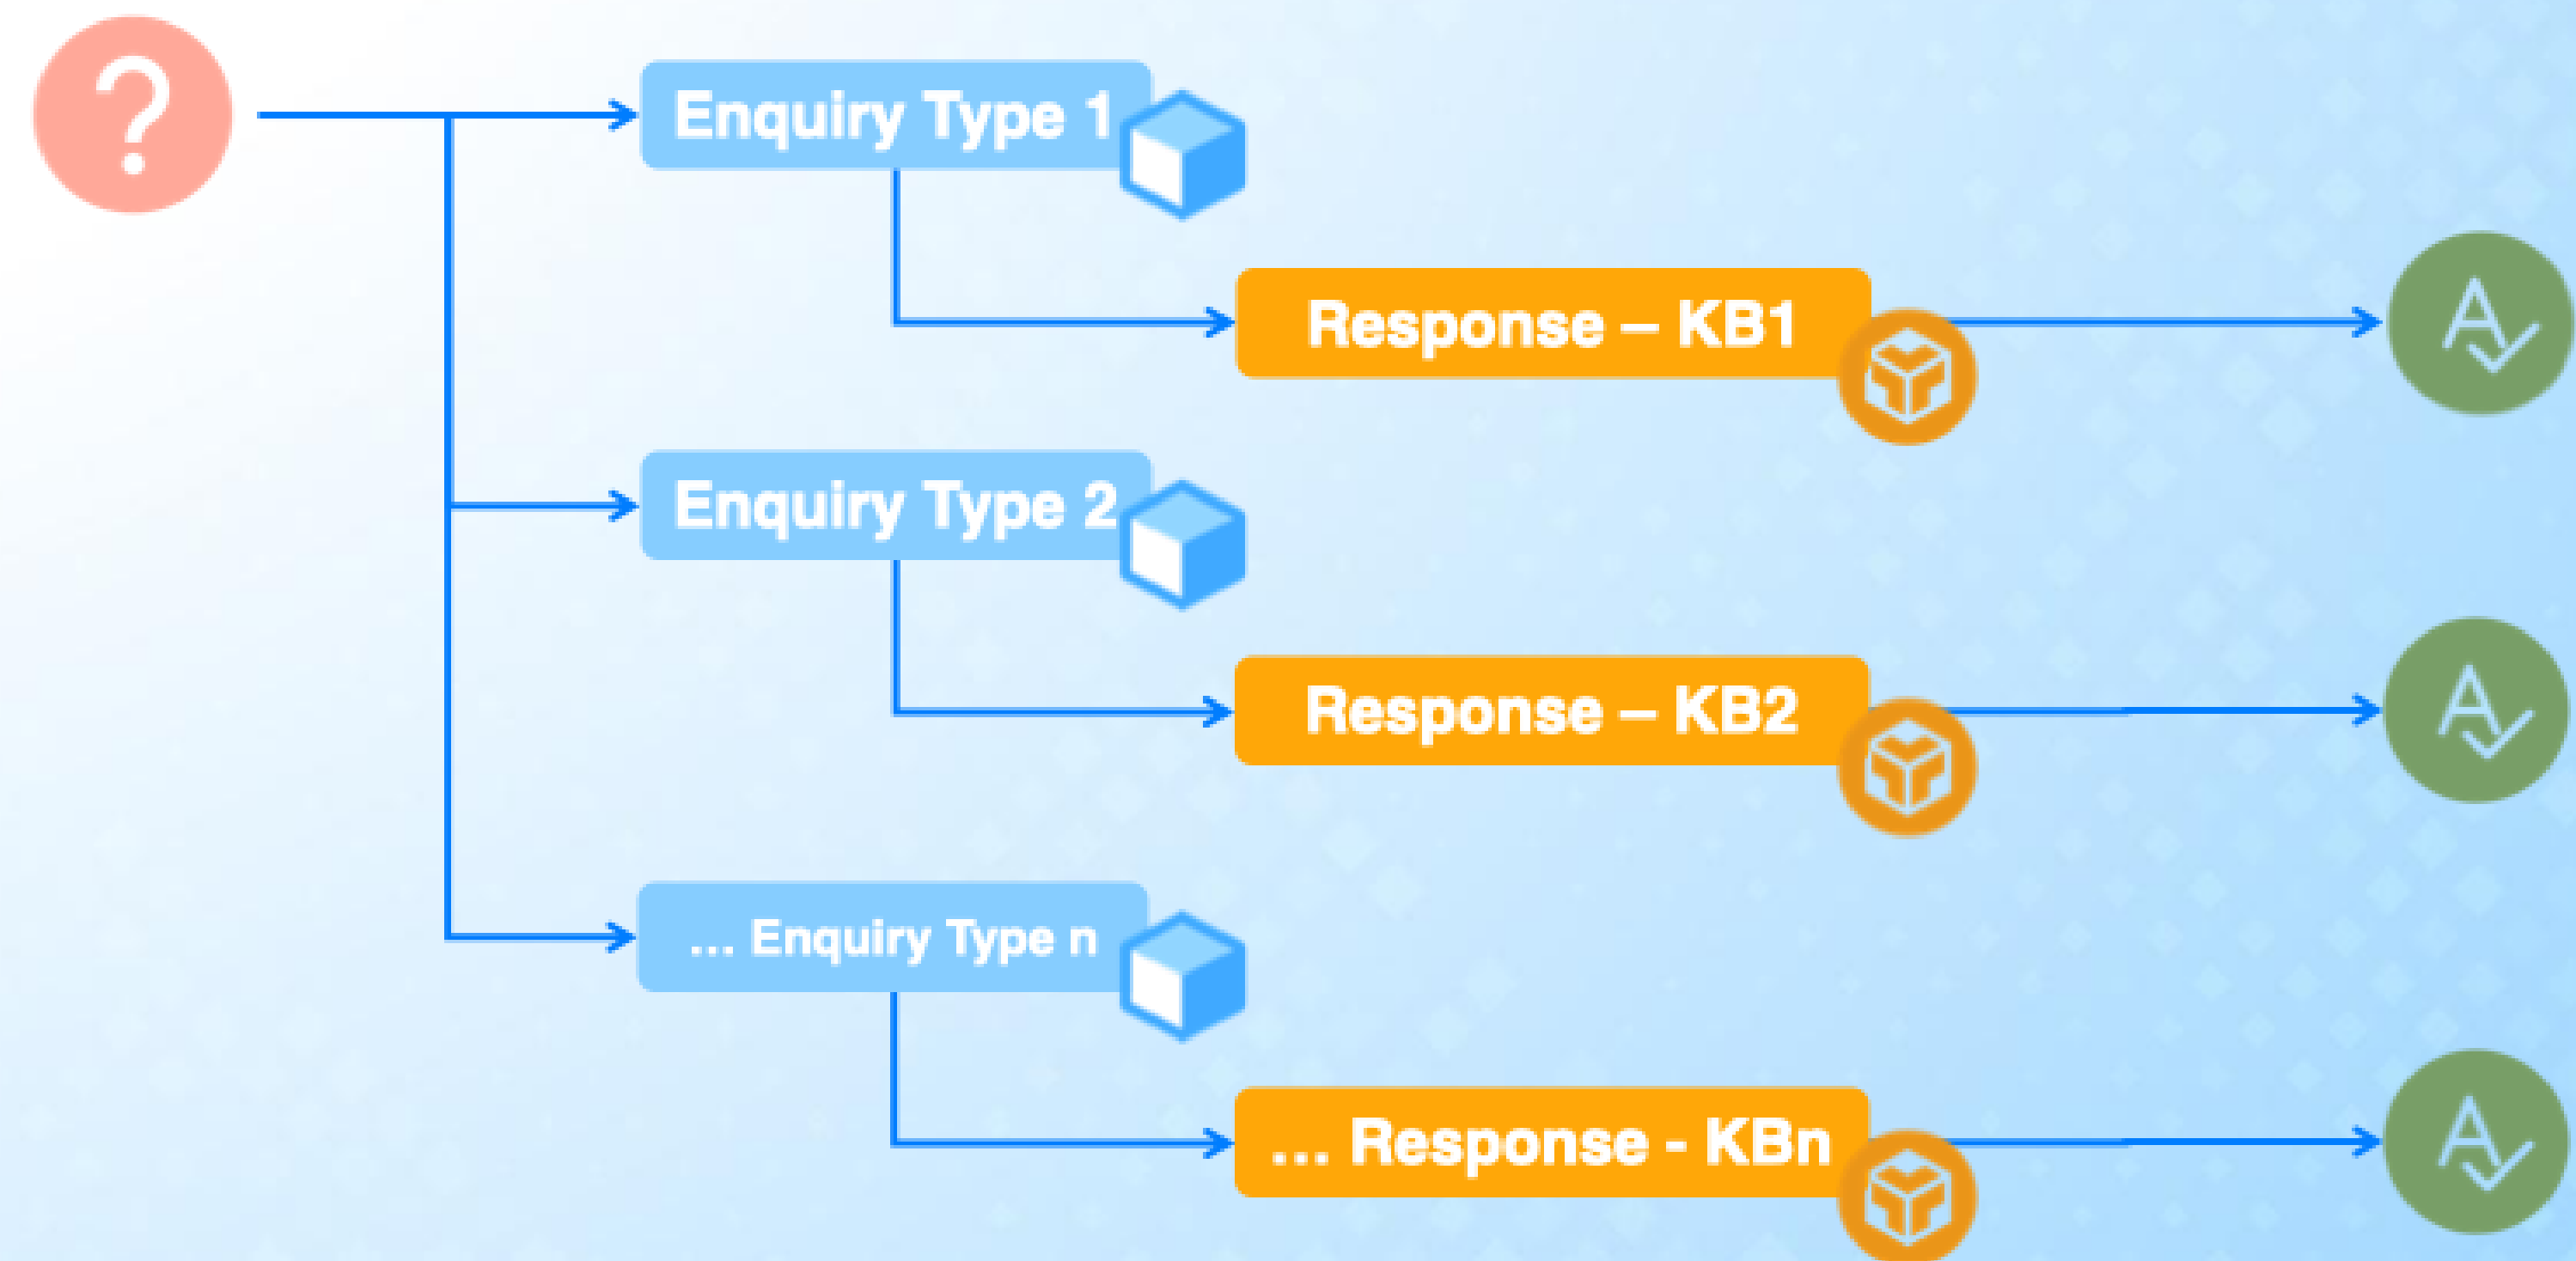 ?
Enquiry Type 1
Response – KB1
A
Enquiry Type 2
Response – KB2
A
... Enquiry Type n
... Response - KBn
A